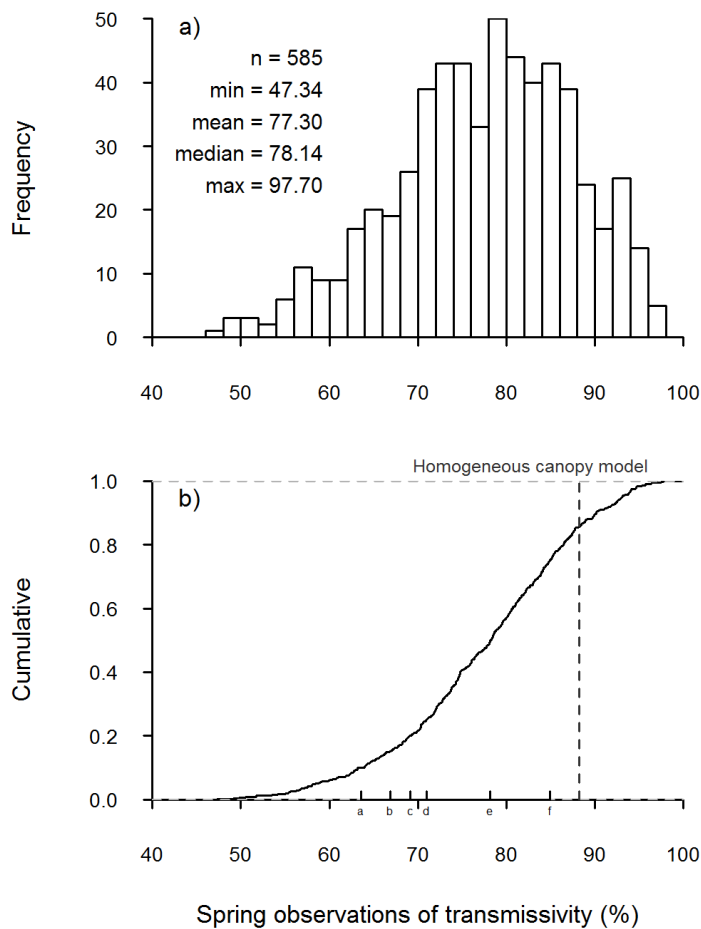 a)
n = 585
min = 47.34
mean = 77.30
median = 78.14
max = 97.70
Frequency
50
40
30
20
10
0
40 50 60 70 80 90 100
Homogeneous canopy model
b)
Cumulative
1.0
0.8
0.6
0.4
0.2
0.0
a b c d e f
40 50 60 70 80 90 100
Spring observations of transmissivity (%)